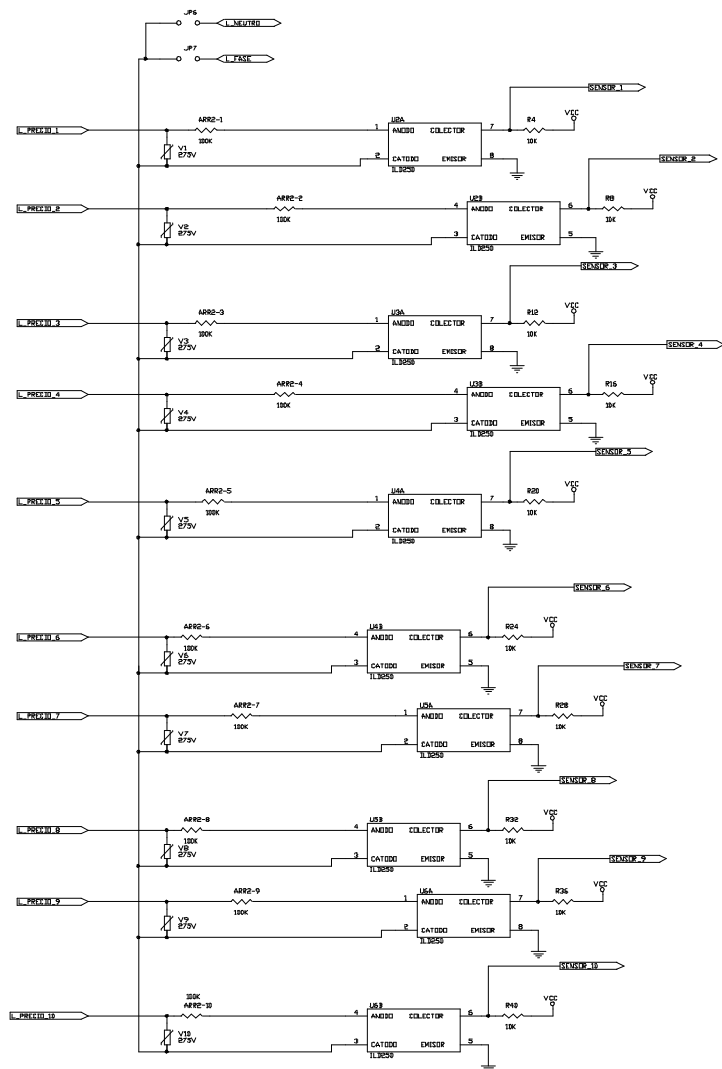 JP6
L_NEUTRO
JP7
L_FASE
SENSOR_1
VCC
ARR2-1
U2A
R4
L_PRECIO_1
1
ANODO COLECTOR
7
100K
10K
V1
275V
2
CATODO EMISOR
8
ILD250
SENSOR_2
VCC
ARR2-2
U2B
R8
L_PRECIO_2
4
ANODO COLECTOR
6
100K
10K
V2
275V
3
CATODO EMISOR
5
ILD250
SENSOR_3
VCC
ARR2-3
U3A
R12
L_PRECIO_3
1
ANODO COLECTOR
7
100K
10K
V3
275V
2
CATODO EMISOR
8
ILD250
SENSOR_4
VCC
ARR2-4
U3B
R16
L_PRECIO_4
4
ANODO COLECTOR
6
100K
10K
V4
275V
3
CATODO EMISOR
5
ILD250
SENSOR_5
VCC
ARR2-5
U4A
R20
L_PRECIO_5
1
ANODO COLECTOR
7
100K
10K
V5
275V
2
CATODO EMISOR
8
ILD250
SENSOR_6
VCC
ARR2-6
U4B
R24
L_PRECIO_6
4
ANODO COLECTOR
6
100K
10K
V6
275V
3
CATODO EMISOR
5
ILD250
SENSOR_7
VCC
ARR2-7
U5A
R28
L_PRECIO_7
1
ANODO COLECTOR
7
100K
10K
V7
275V
2
CATODO EMISOR
8
ILD250
SENSOR_8
VCC
ARR2-8
U5B
R32
L_PRECIO_8
4
ANODO COLECTOR
6
100K
10K
V8
275V
3
CATODO EMISOR
5
ILD250
SENSOR_9
VCC
ARR2-9
U6A
R36
L_PRECIO_9
1
ANODO COLECTOR
7
100K
10K
V9
275V
2
CATODO EMISOR
8
ILD250
SENSOR_10
VCC
100K
ARR2-10
U6B
R40
L_PRECIO_10
4
ANODO COLECTOR
6
10K
V10
275V
3
CATODO EMISOR
5
ILD250